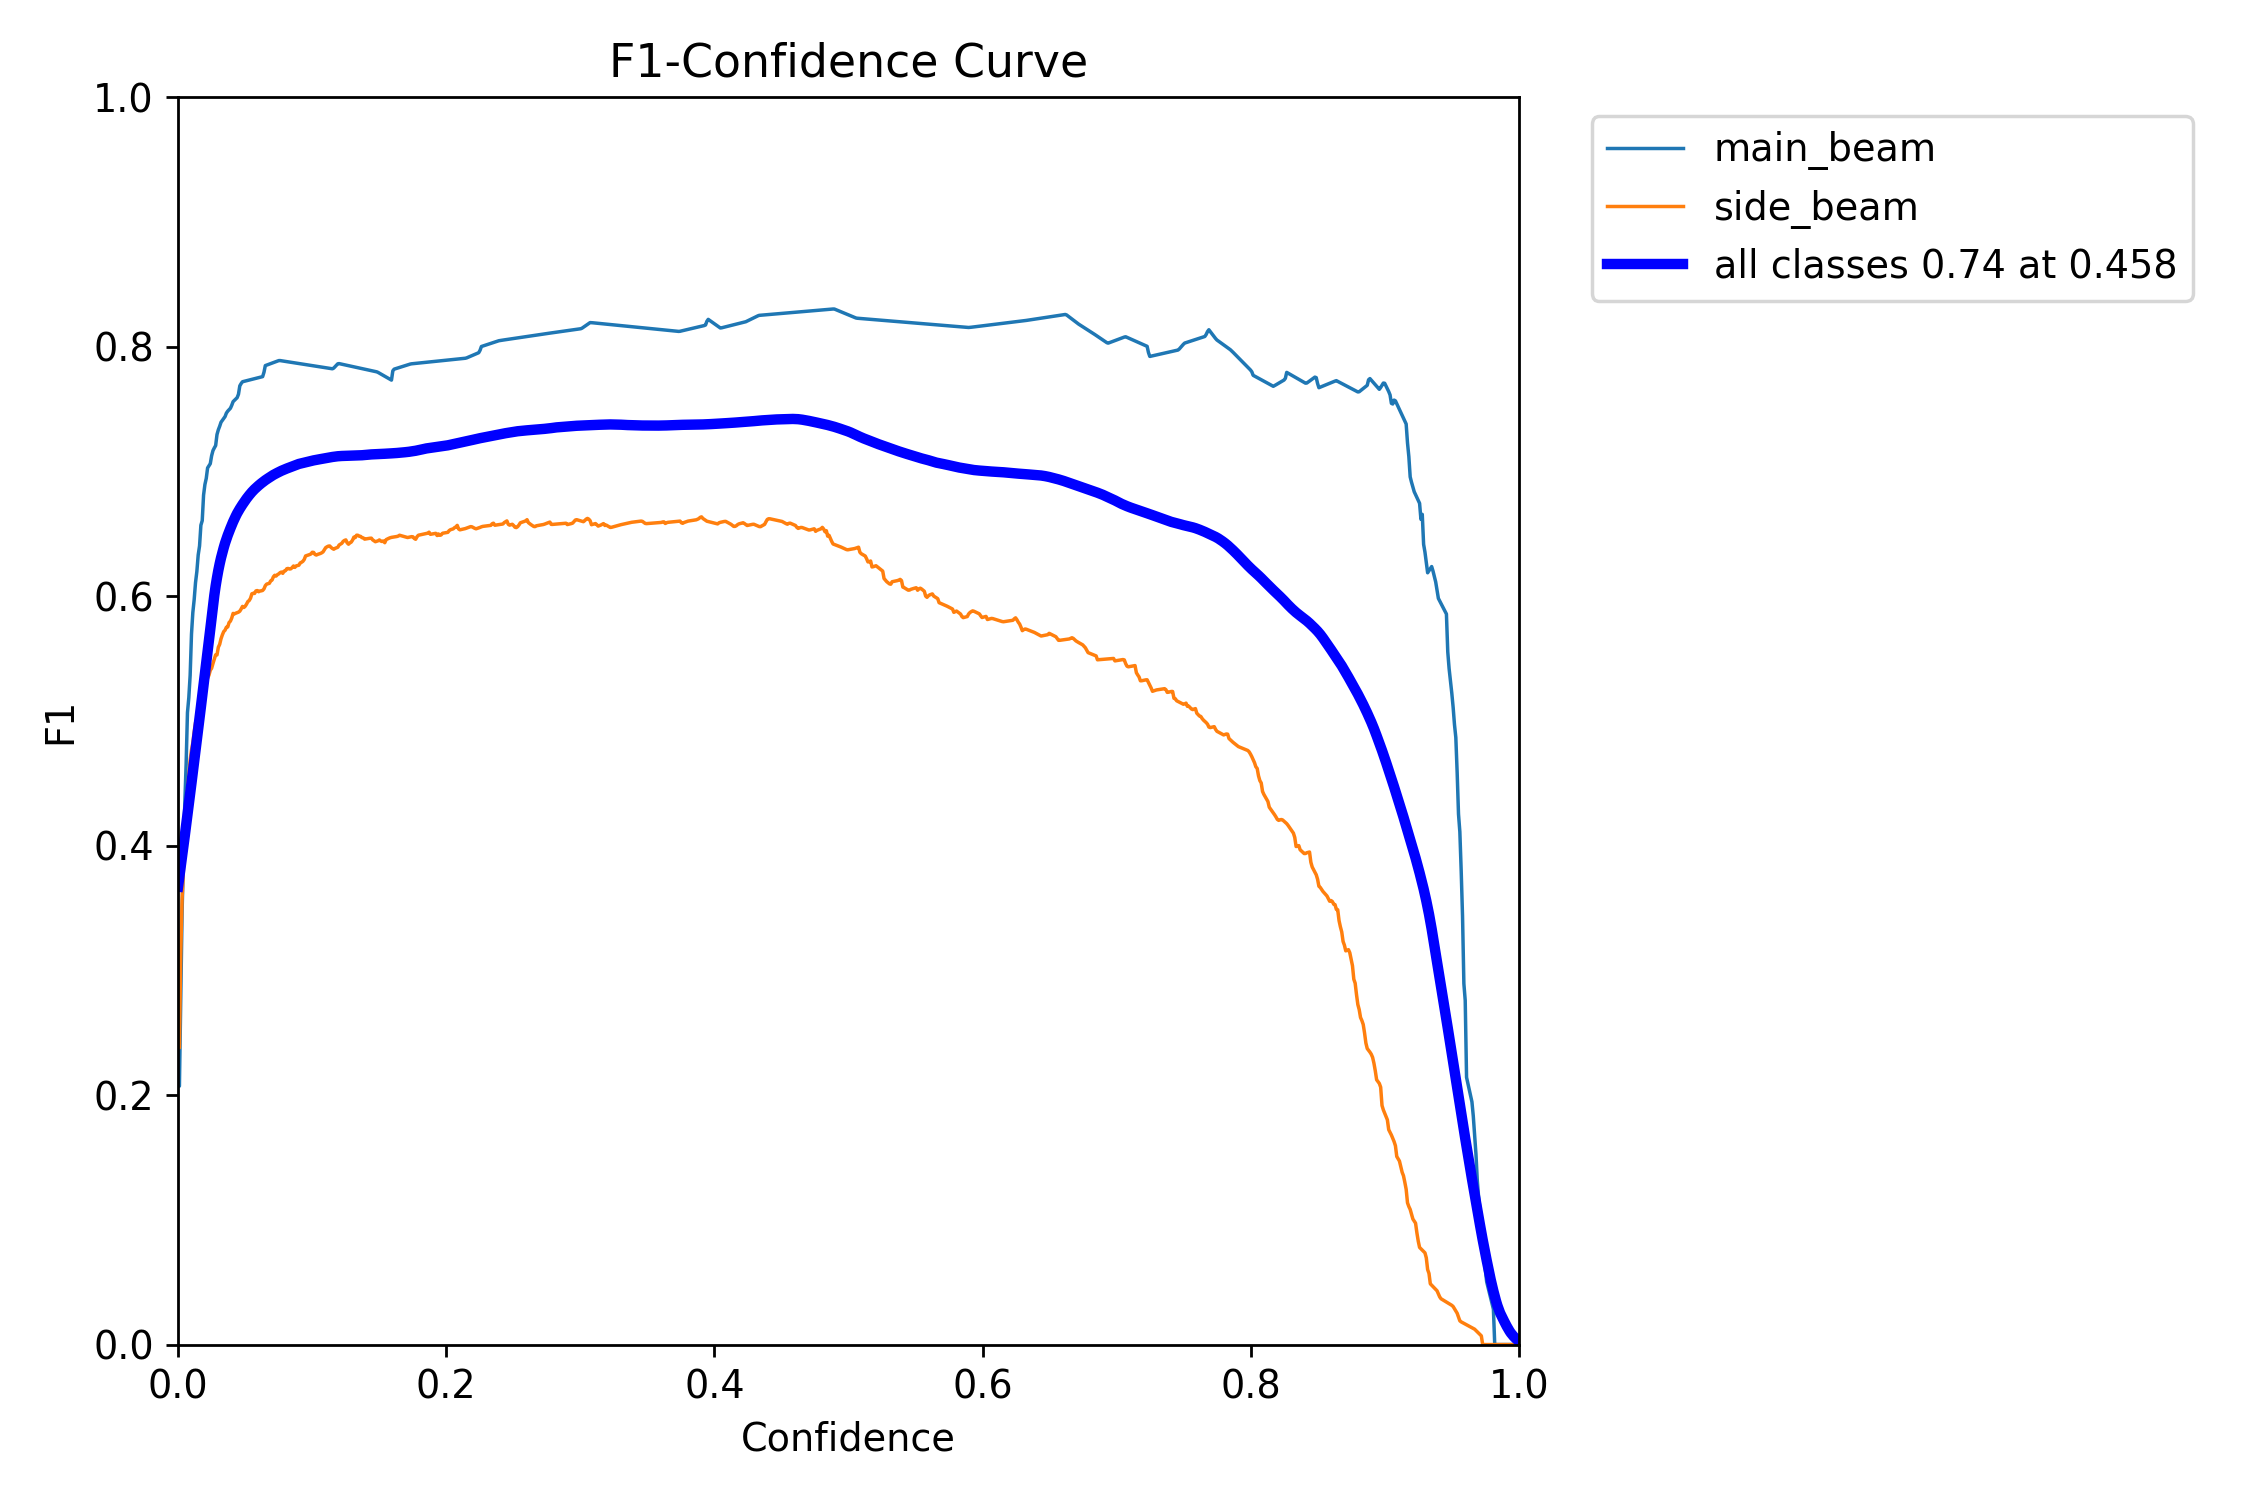 F1-Confidence Curve
main_beam
side_beam
all classes 0.74 at 0.458
1.0
0.8
0.6
0.4
0.2
0.0
F1
0.0 0.2 0.4 0.6 0.8 1.0
Confidence